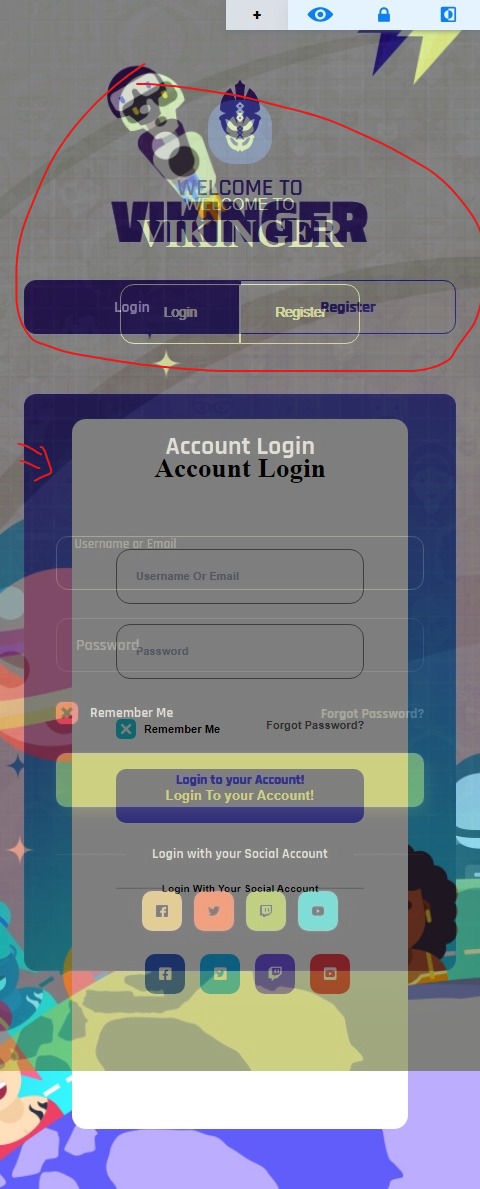 +
WELCOME TO
WELCOME TO
VIKINGER
VIKINGER
Login Register
Login Register
Account Login
Account Login
Username or Email
Username Or Email
Password
Password
Remember Me Forgot Password?
Remember Me Forgot Password?
Login to your Account!
Login To your Account!
Login with your Social Account
Login With Your Social Account